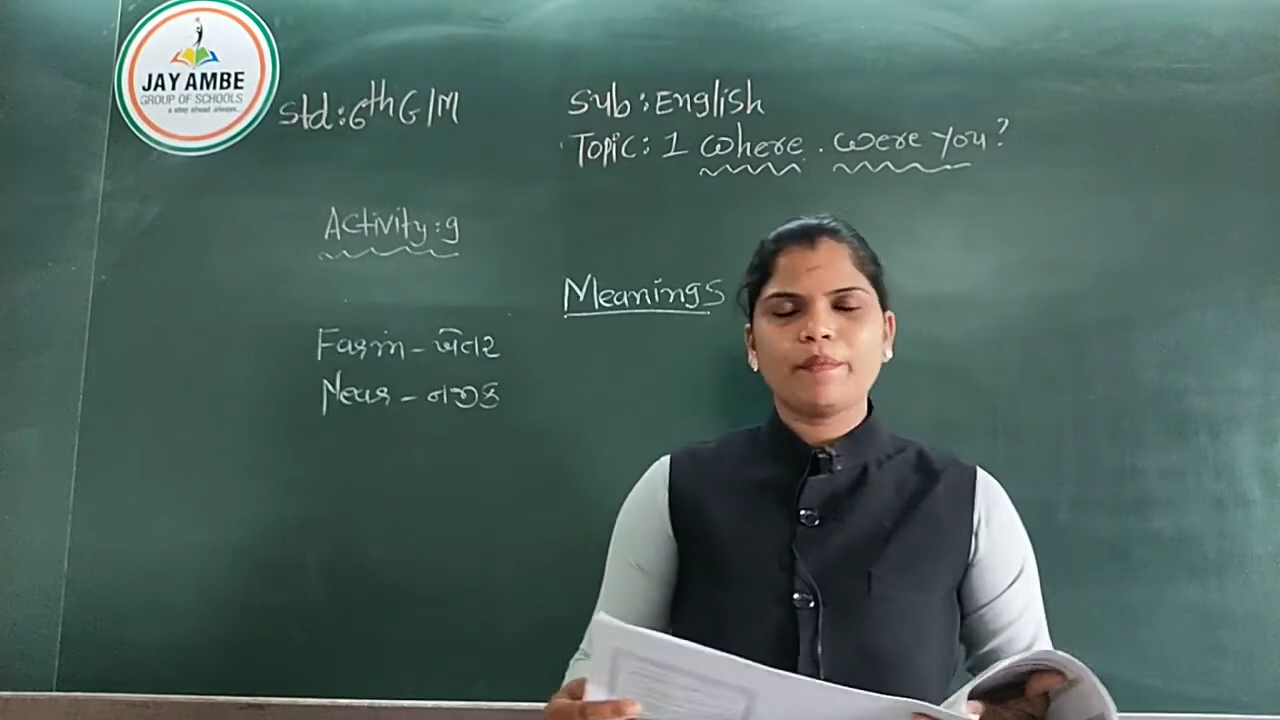 JAY AMBE
GROUP OF SCHOOLS
a step ahead always...
Std:6th G/M
Sub:English
Topic: 1 Where were you?
Activity:9
Meanings
Farm - ખેતર
Near - નજીક